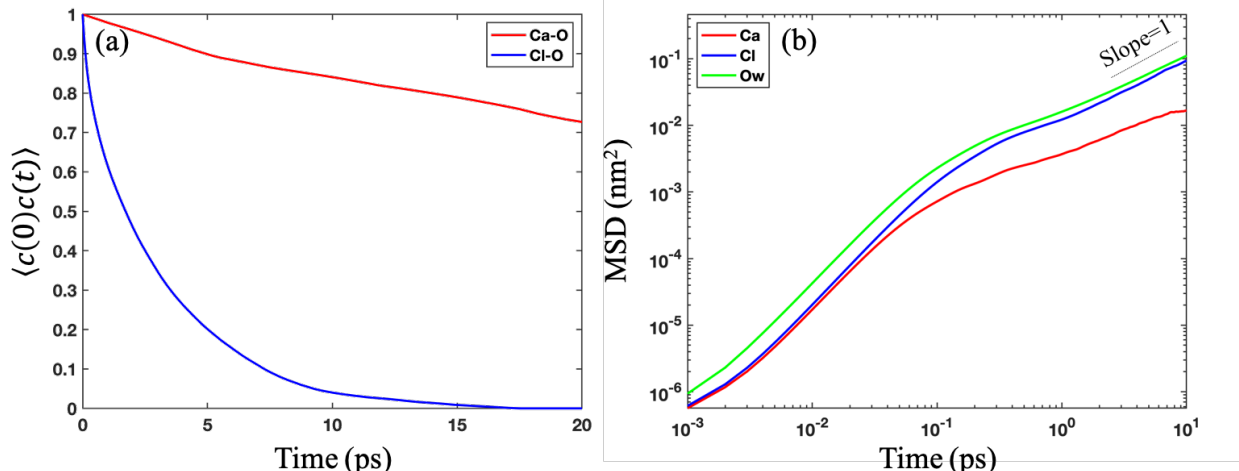 (a)
Ca-O
Cl-O
1
0.9
0.8
0.7
0.6
0.5
0.4
0.3
0.2
0.1
0
⟨c(0)c(t)⟩
0
5
10
15
20
Time (ps)
(b)
Ca
Cl
Ow
Slope=1
10⁻¹
10⁻²
10⁻³
10⁻⁴
10⁻⁵
10⁻⁶
MSD (nm²)
10⁻³
10⁻²
10⁻¹
10⁰
10¹
Time (ps)